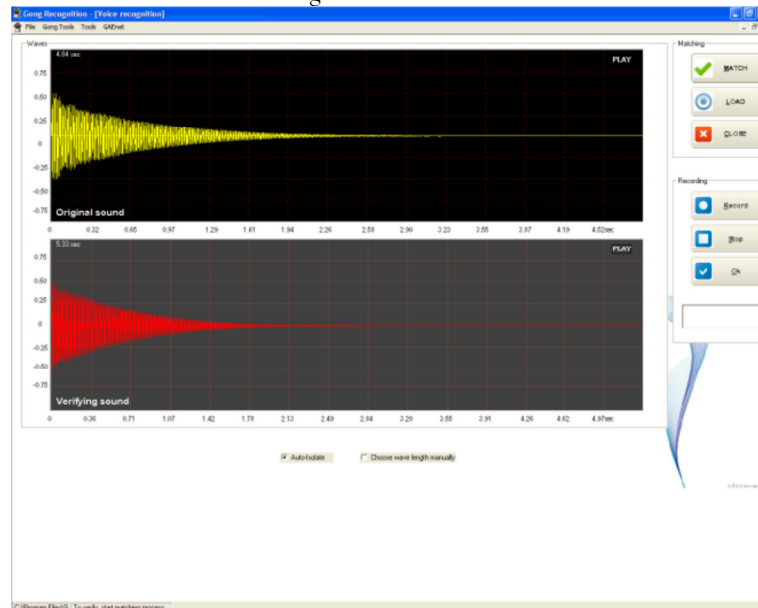 Gong Recognition - [Voice recognition]
File Gong Tools Tools GAEnet
Waves
4.84 sec
PLAY
0.75
0.50
0.25
0
-0.25
-0.50
-0.75
Original sound
0 0.32 0.65 0.97 1.29 1.61 1.94 2.26 2.58 2.90 3.23 3.55 3.87 4.19 4.52sec
5.33 sec
PLAY
0.75
0.50
0.25
0
-0.25
-0.50
-0.75
Verifying sound
0 0.36 0.71 1.07 1.42 1.78 2.13 2.49 2.84 3.20 3.55 3.91 4.26 4.62 4.97sec
Auto-Isolate Choose wave length manually
Matching
MATCH
LOAD
CLOSE
Recording
Record
Stop
Ok
To verify, start matching process